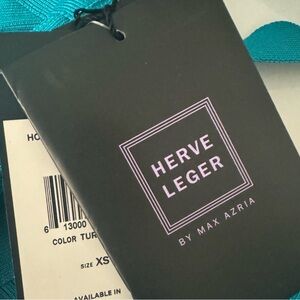 HERVE
LEGER
BY MAX AZRIA
HO
6 13000
COLOR TUR
SIZE XS
AVAILABLE IN